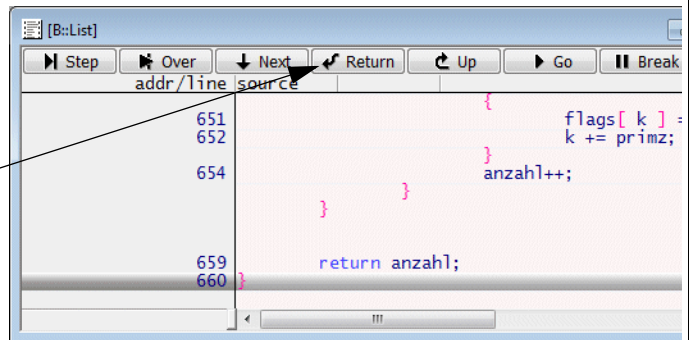 [B::List]
Step Over Next Return Up Go Break
addr/line source
{
651 flags[ k ] =
652 k += primz;
}
654 anzahl++;
}
}
659 return anzahl;
660 }